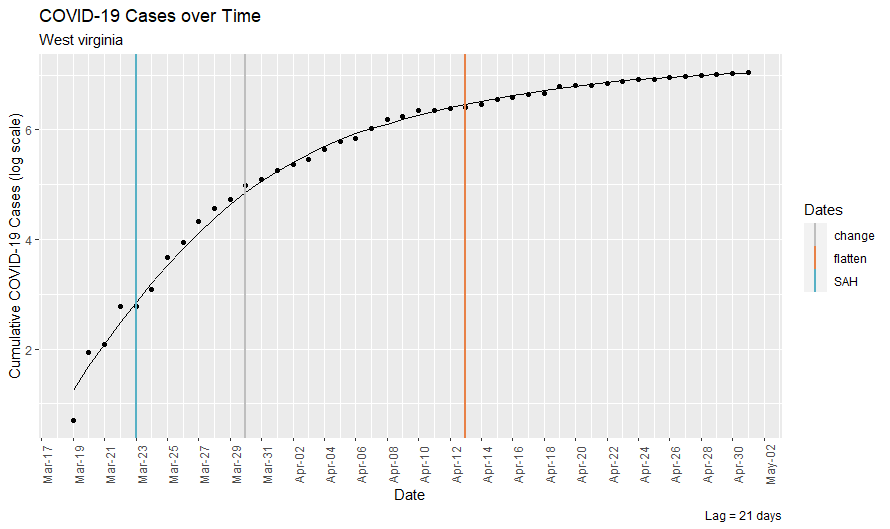 COVID-19 Cases over Time
West virginia
Cumulative COVID-19 Cases (log scale)
6
4
2
Mar-17
Mar-19
Mar-21
Mar-23
Mar-25
Mar-27
Mar-29
Mar-31
Apr-02
Apr-04
Apr-06
Apr-08
Apr-10
Apr-12
Apr-14
Apr-16
Apr-18
Apr-20
Apr-22
Apr-24
Apr-26
Apr-28
Apr-30
May-02
Date
Dates
change
flatten
SAH
Lag = 21 days